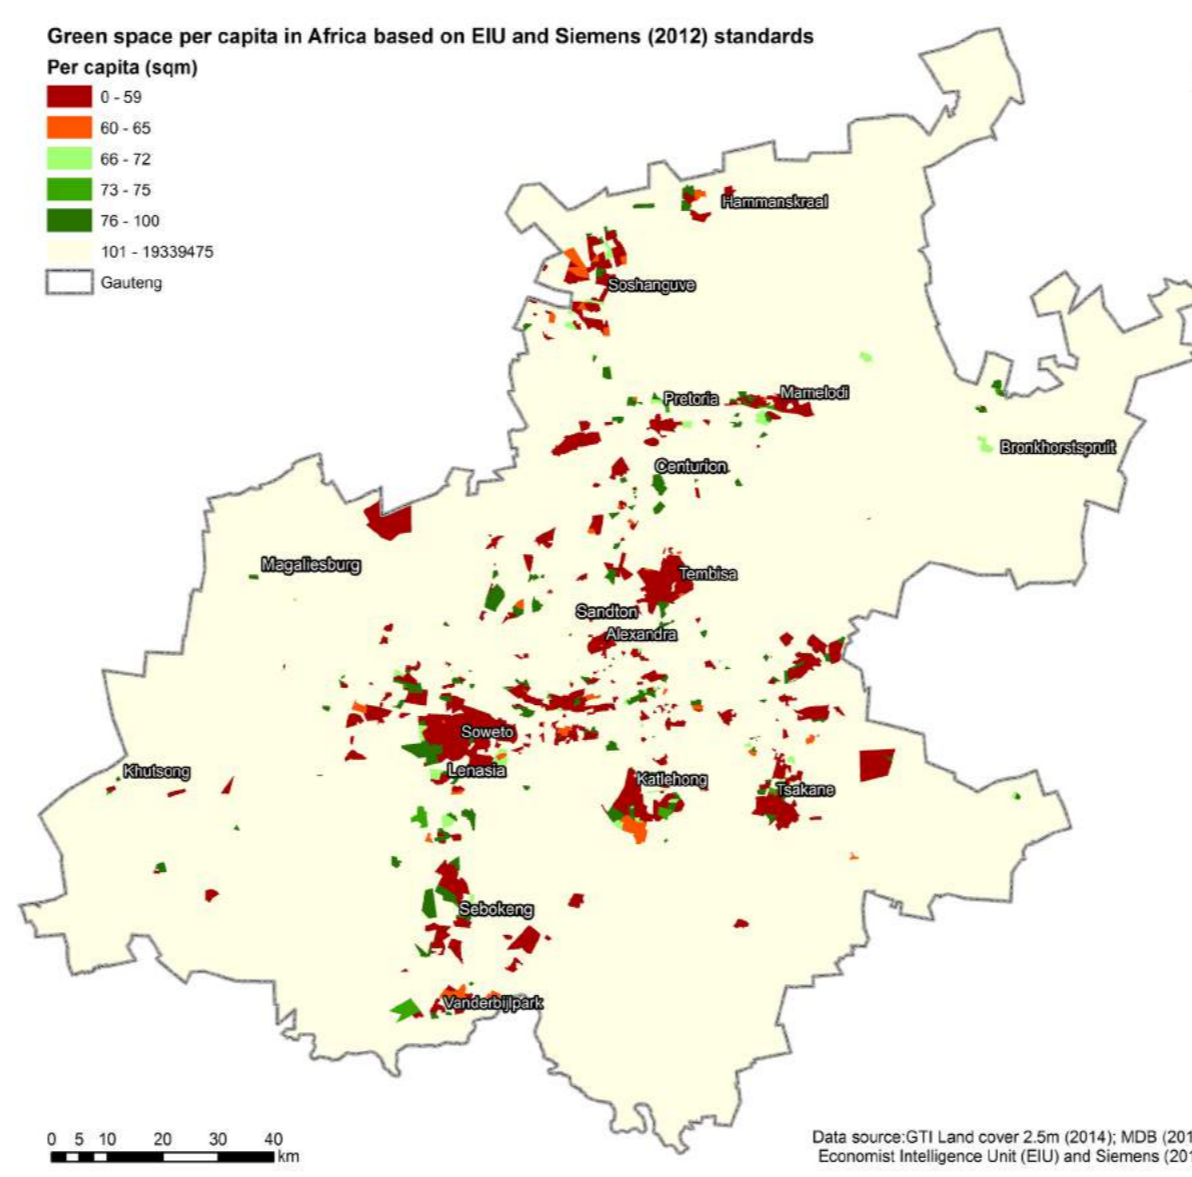 Green space per capita in Africa based on EIU and Siemens (2012) standards
Per capita (sqm)
0 - 59
60 - 65
66 - 72
73 - 75
76 - 100
101 - 19339475
Gauteng
Hammanskraal
Soshanguve
Mamelodi
Pretoria
Bronkhorstspruit
Centurion
Magaliesburg
Tembisa
Sandton
Alexandra
Soweto
Khutsong
Lenasia
Katlehong
Tsakane
Sebokeng
Vanderbijlpark
0 5 10 20 30 40
km
Data source:GTI Land cover 2.5m (2014); MDB (201
Economist Intelligence Unit (EIU) and Siemens (201